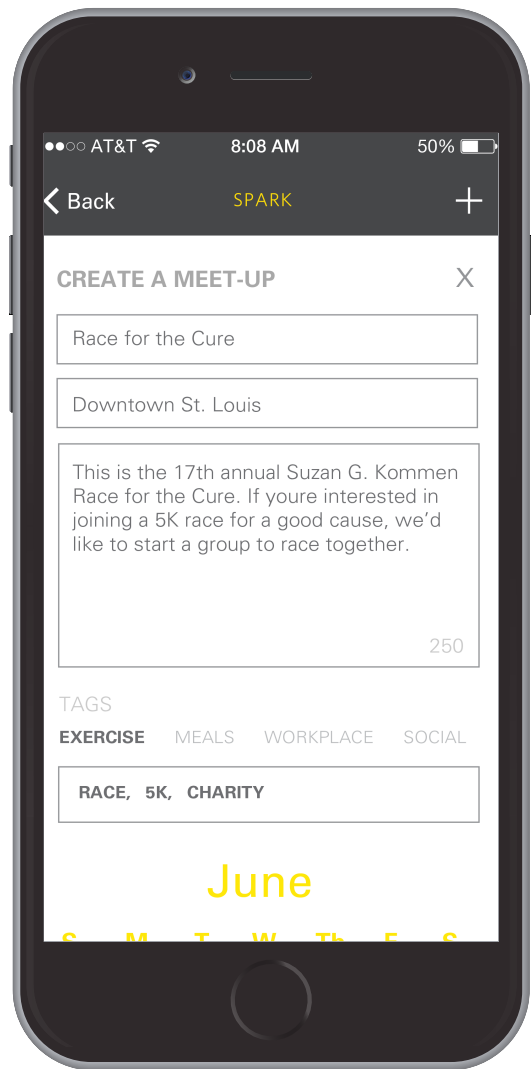 AT&T 8:08 AM 50%
Back SPARK +
CREATE A MEET-UP X
Race for the Cure
Downtown St. Louis
This is the 17th annual Suzan G. Kommen
Race for the Cure. If youre interested in
joining a 5K race for a good cause, we’d
like to start a group to race together.
250
TAGS
EXERCISE MEALS WORKPLACE SOCIAL
RACE, 5K, CHARITY
June
S M T W Th F S